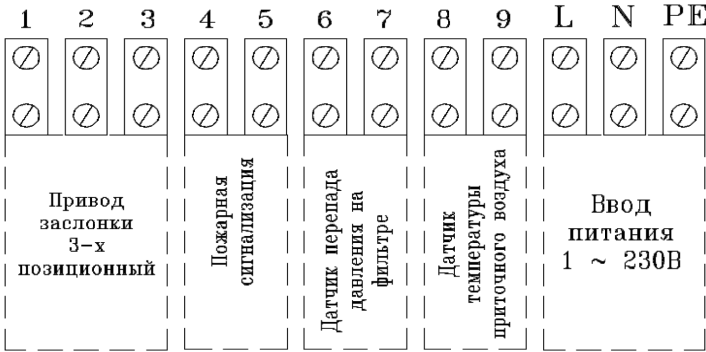 1 2 3 4 5 6 7 8 9 L N PE
Привод
заслонки
3-х
позиционный
Пожарная
сигнализация
Датчик перепада
давления на
фильтре
Датчик
температуры
приточного воздуха
Ввод
питания
1 ~ 230В